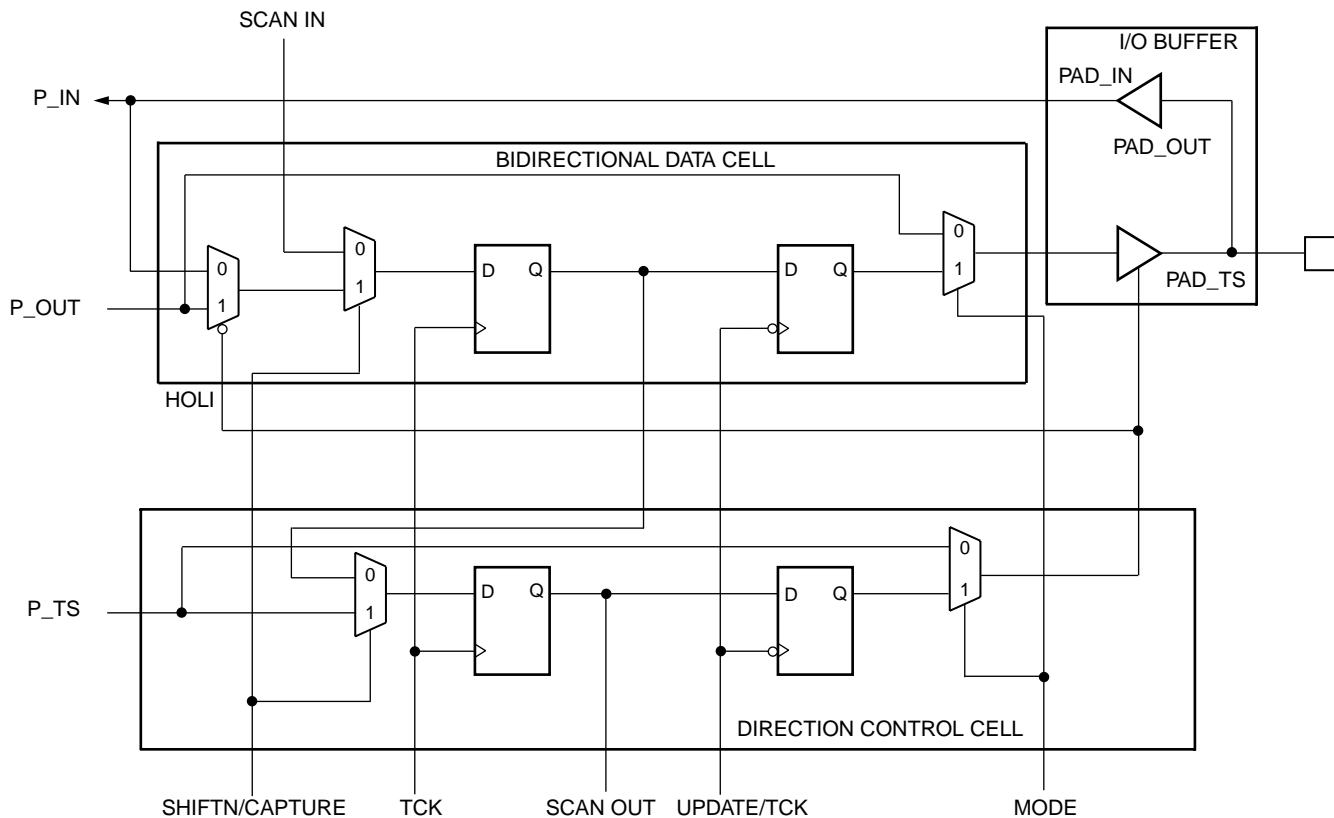 SCAN IN
I/O BUFFER
PAD_IN
P_IN
PAD_OUT
BIDIRECTIONAL DATA CELL
0
0
0
D Q
D Q
1
1
1
PAD_TS
P_OUT
HOLI
0
0
D Q
D Q
1
1
P_TS
DIRECTION CONTROL CELL
SHIFTN/CAPTURE
TCK
SCAN OUT
UPDATE/TCK
MODE